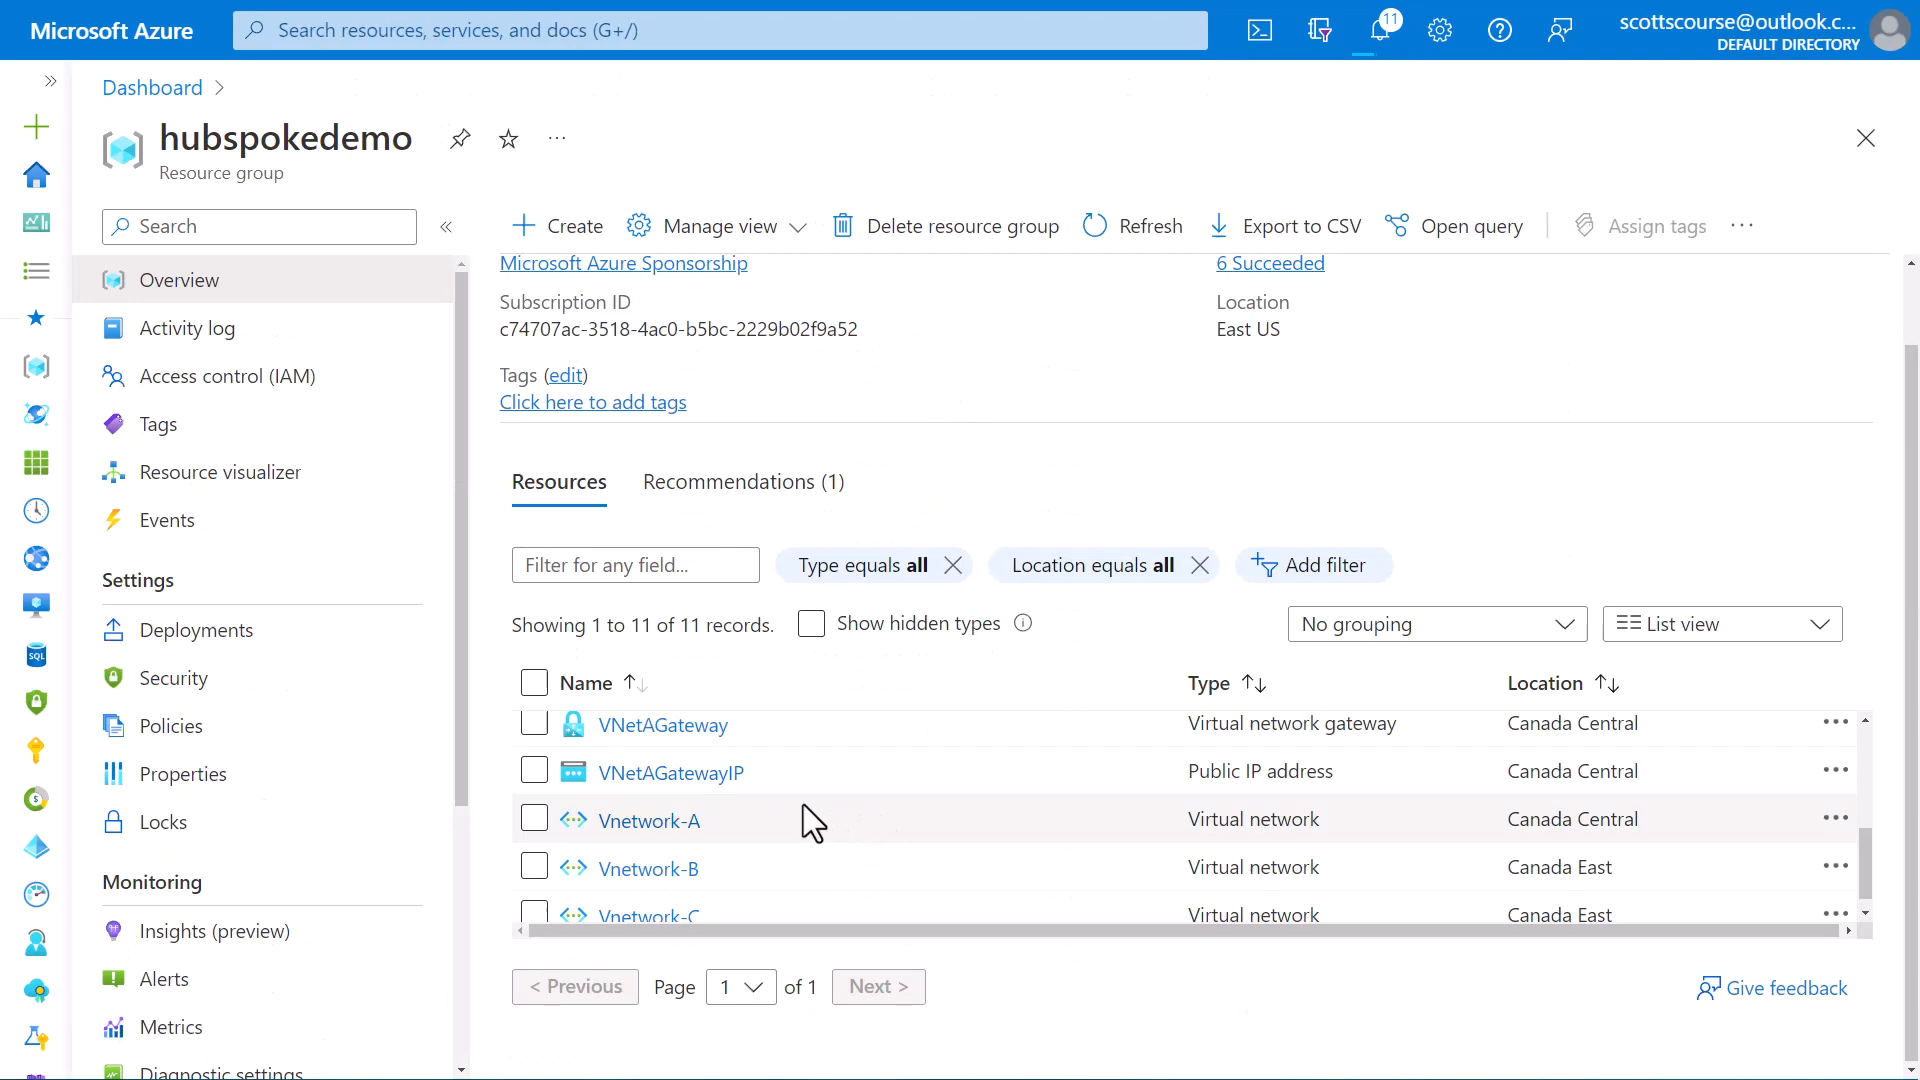 Microsoft Azure
Search resources, services, and docs (G+/)
11
scottscourse@outlook.c...
DEFAULT DIRECTORY
Dashboard
hubspokedemo
Resource group
Search
Create
Manage view
Delete resource group
Refresh
Export to CSV
Open query
Assign tags
Overview
Activity log
Access control (IAM)
Tags
Resource visualizer
Events
Settings
Deployments
Security
Policies
Properties
Locks
Monitoring
Insights (preview)
Alerts
Metrics
Diagnostic settings
SQL
Microsoft Azure Sponsorship
6 Succeeded
Subscription ID
Location
c74707ac-3518-4ac0-b5bc-2229b02f9a52
East US
Tags (edit)
Click here to add tags
Resources
Recommendations (1)
Filter for any field...
Type equals all
Location equals all
Add filter
Showing 1 to 11 of 11 records.
Show hidden types
No grouping
List view
Name
Type
Location
VNetAGateway
Virtual network gateway
Canada Central
VNetAGatewayIP
Public IP address
Canada Central
Vnetwork-A
Virtual network
Canada Central
Vnetwork-B
Virtual network
Canada East
Vnetwork-C
Virtual network
Canada East
< Previous
Page
1
of 1
Next >
Give feedback